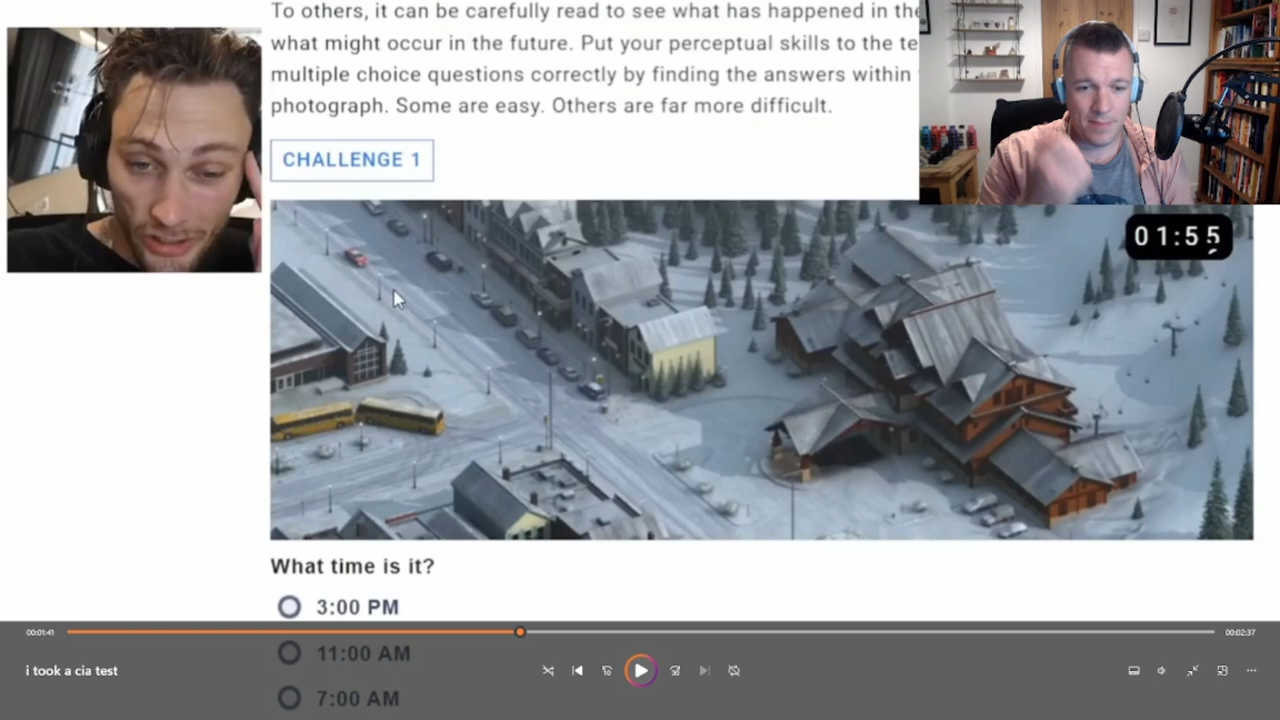 To others, it can be carefully read to see what has happened in the
what might occur in the future. Put your perceptual skills to the te
multiple choice questions correctly by finding the answers within
photograph. Some are easy. Others are far more difficult.
CHALLENGE 1
01:55
What time is it?
3:00 PM
11:00 AM
7:00 AM
00:01:41
00:02:37
i took a cia test